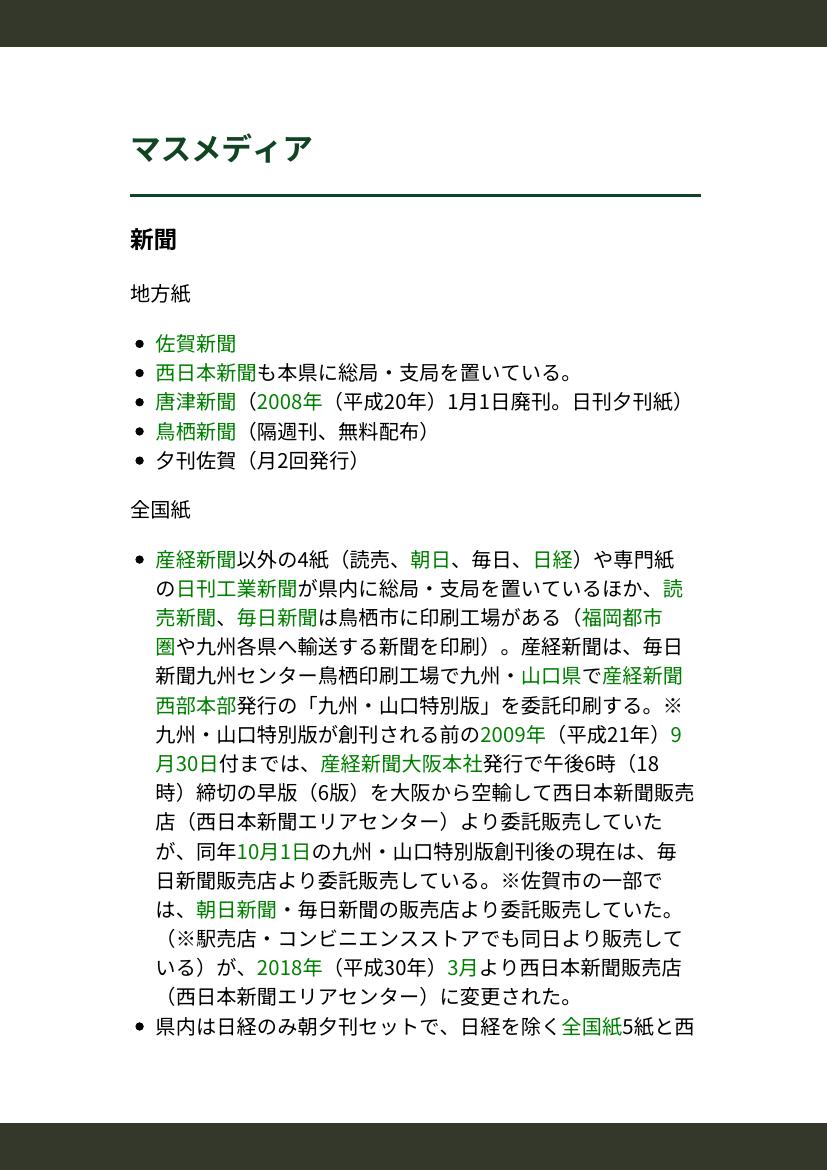 マスメディア
新聞
地方紙
佐賀新聞
西日本新聞も本県に総局・支局を置いている。
唐津新聞（2008年（平成20年）1月1日廃刊。日刊夕刊紙）
鳥栖新聞（隔週刊、無料配布）
夕刊佐賀（月2回発行）
全国紙
産経新聞以外の4紙（読売、朝日、毎日、日経）や専門紙
の日刊工業新聞が県内に総局・支局を置いているほか、読
売新聞、毎日新聞は鳥栖市に印刷工場がある（福岡都市
圏や九州各県へ輸送する新聞を印刷）。産経新聞は、毎日
新聞九州センター鳥栖印刷工場で九州・山口県で産経新聞
西部本部発行の「九州・山口特別版」を委託印刷する。※
九州・山口特別版が創刊される前の2009年（平成21年）9
月30日付までは、産経新聞大阪本社発行で午後6時（18
時）締切の早版（6版）を大阪から空輸して西日本新聞販売
店（西日本新聞エリアセンター）より委託販売していた
が、同年10月1日の九州・山口特別版創刊後の現在は、毎
日新聞販売店より委託販売している。※佐賀市の一部で
は、朝日新聞・毎日新聞の販売店より委託販売していた。
（※駅売店・コンビニエンスストアでも同日より販売して
いる）が、2018年（平成30年）3月より西日本新聞販売店
（西日本新聞エリアセンター）に変更された。
県内は日経のみ朝夕刊セットで、日経を除く全国紙5紙と西